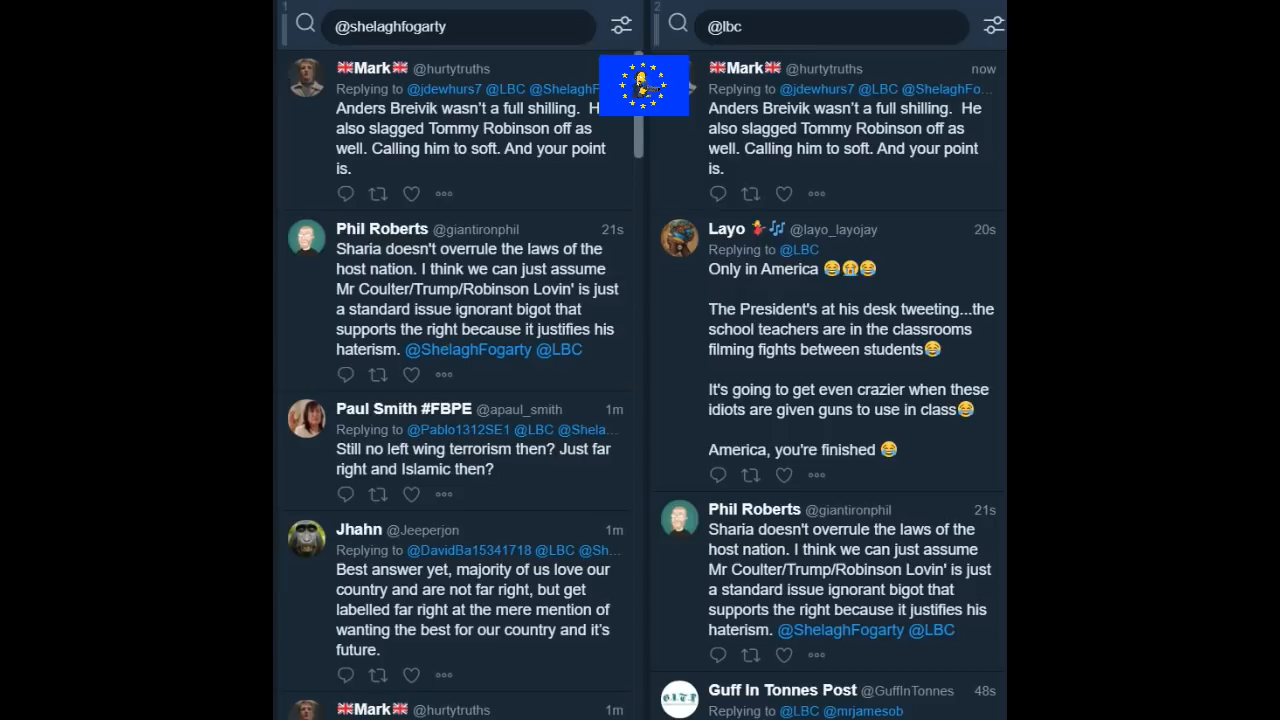 1
@shelaghfogarty
🇬🇧Mark🇬🇧 @hurtytruths
Replying to @jdewhurs7 @LBC @ShelaghF
Anders Breivik wasn't a full shilling. H
also slagged Tommy Robinson off as
well. Calling him to soft. And your point
is.
Phil Roberts @giantironphil 21s
Sharia doesn't overrule the laws of the
host nation. I think we can just assume
Mr Coulter/Trump/Robinson Lovin' is just
a standard issue ignorant bigot that
supports the right because it justifies his
haterism. @ShelaghFogarty @LBC
Paul Smith #FBPE @apaul_smith 1m
Replying to @Pablo1312SE1 @LBC @Shela…
Still no left wing terrorism then? Just far
right and Islamic then?
Jhahn @Jeeperjon 1m
Replying to @DavidBa15341718 @LBC @Sh…
Best answer yet, majority of us love our
country and are not far right, but get
labelled far right at the mere mention of
wanting the best for our country and it's
future.
🇬🇧Mark🇬🇧 @hurtytruths 1m
2
@lbc
🇬🇧Mark🇬🇧 @hurtytruths now
Replying to @jdewhurs7 @LBC @ShelaghFo…
Anders Breivik wasn't a full shilling. He
also slagged Tommy Robinson off as
well. Calling him to soft. And your point
is.
Layo 💃🎶 @layo_layojay 20s
Replying to @LBC
Only in America 😂😭😂
The President's at his desk tweeting...the
school teachers are in the classrooms
filming fights between students😂
It's going to get even crazier when these
idiots are given guns to use in class😂
America, you're finished 😂
Phil Roberts @giantironphil 21s
Sharia doesn't overrule the laws of the
host nation. I think we can just assume
Mr Coulter/Trump/Robinson Lovin' is just
a standard issue ignorant bigot that
supports the right because it justifies his
haterism. @ShelaghFogarty @LBC
Guff In Tonnes Post @GuffInTonnes 48s
Replying to @LBC @mrjamesob